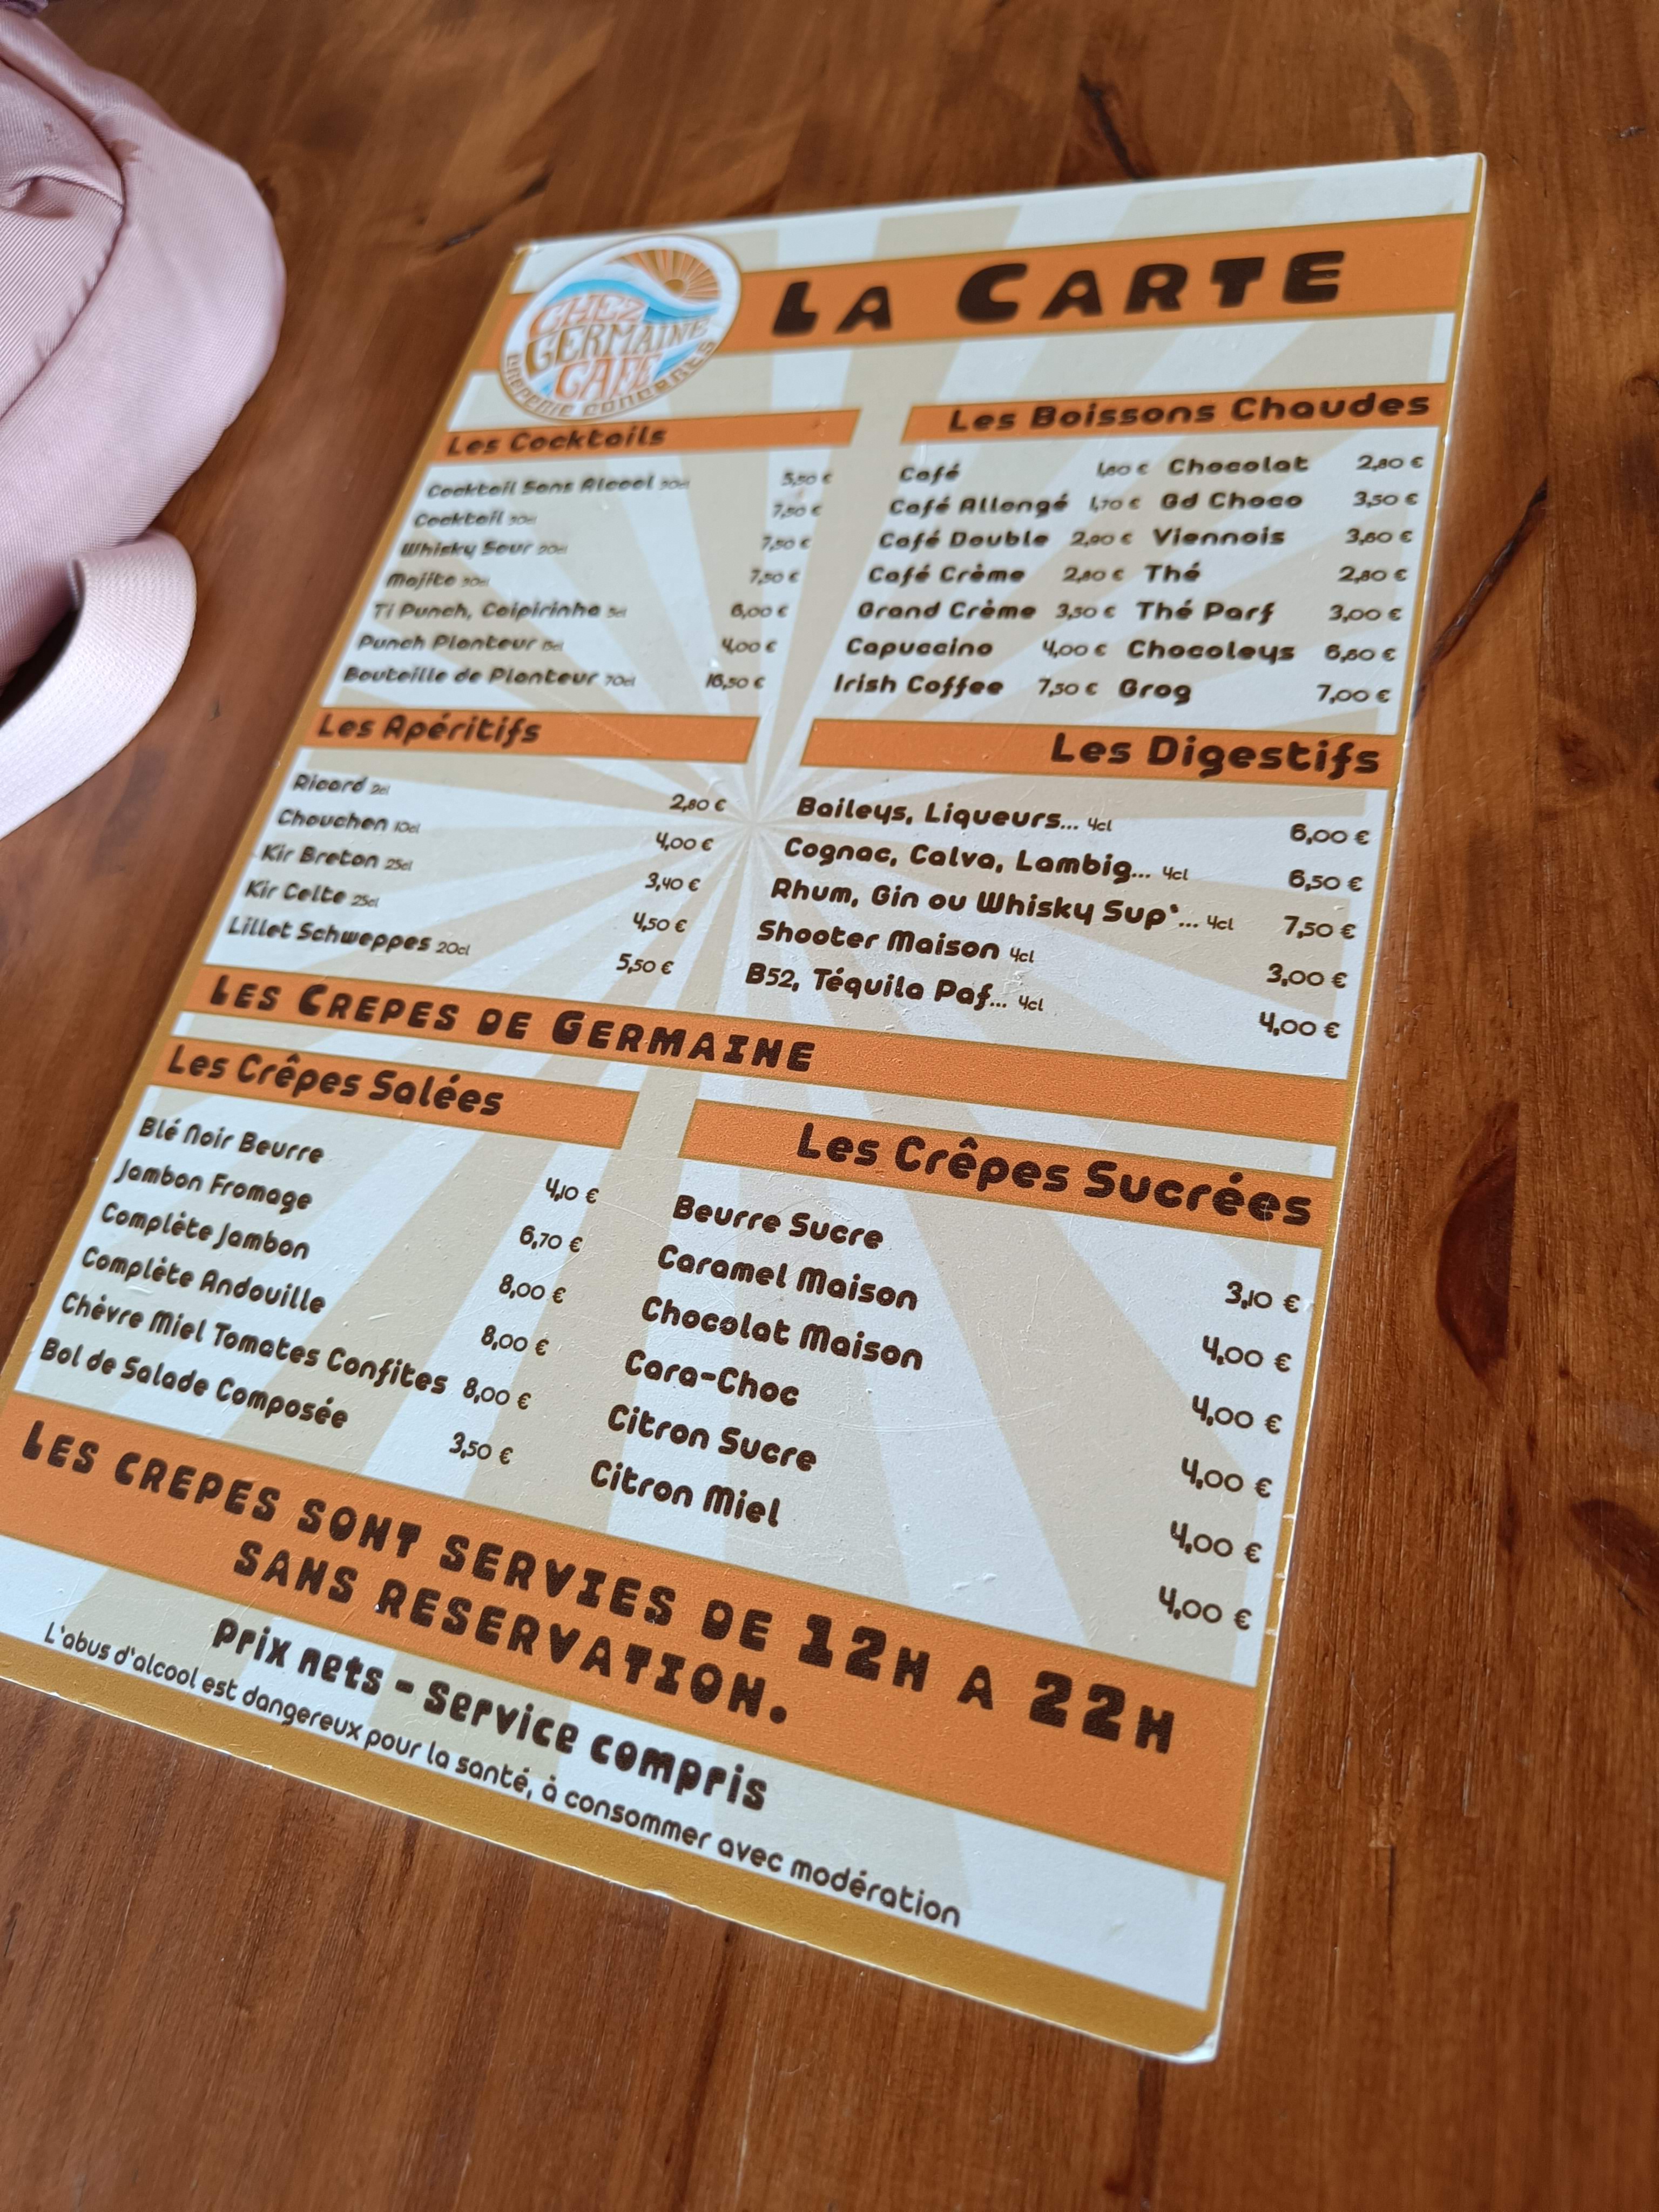 CHEZ
GERMAINE
CAFE
CREPERIE CONCERTS
LA CARTE
Les Cocktails
Cocktail Sans Alcool 30cl 5,50 €
Cocktail 30cl 7,50 €
Whisky Sour 20cl 7,50 €
Mojito 30cl 7,50 €
Ti Punch, Caipirinha 5cl 6,00 €
Punch Planteur 4,00 €
Bouteille de Planteur 70cl 16,50 €
Les Boissons Chaudes
Café € Chocolat 2,80 €
Café Allongé 1,70 € Gd Choco 3,50 €
Café Double 2,90 € Viennois 3,60 €
Café Crème 2,80 € Thé 2,80 €
Grand Crème 3,50 € Thé Parf 3,00 €
Capuccino 4,00 € Chocoleys 6,60 €
Irish Coffee 7,50 € Grog 7,00 €
Les Apéritifs
Ricard 2cl 2,80 €
Chouchen 10cl 4,00 €
Kir Breton 25cl 3,40 €
Kir Celte 25cl 4,50 €
Lillet Schweppes 20cl 5,50 €
Les Digestifs
Baileys, Liqueurs... 4cl 6,00 €
Cognac, Calva, Lambig... 4cl 6,50 €
Rhum, Gin ou Whisky Sup'... 4cl 7,50 €
Shooter Maison 4cl 3,00 €
B52, Téquila Paf... 4cl 4,00 €
LES CREPES DE GERMAINE
Les Crêpes Salées
Blé Noir Beurre 4,10 €
Jambon Fromage 6,70 €
Complète Jambon 8,00 €
Complète Andouille 8,00 €
Chèvre Miel Tomates Confites 8,00 €
Bol de Salade Composée 3,50 €
Les Crêpes Sucrées
Beurre Sucre 3,10 €
Caramel Maison 4,00 €
Chocolat Maison 4,00 €
Cara-Choc 4,00 €
Citron Sucre 4,00 €
Citron Miel 4,00 €
LES CREPES SONT SERVIES DE 12H A 22H
SANS RESERVATION.
Prix nets - Service compris
L'abus d'alcool est dangereux pour la santé, à consommer avec modération